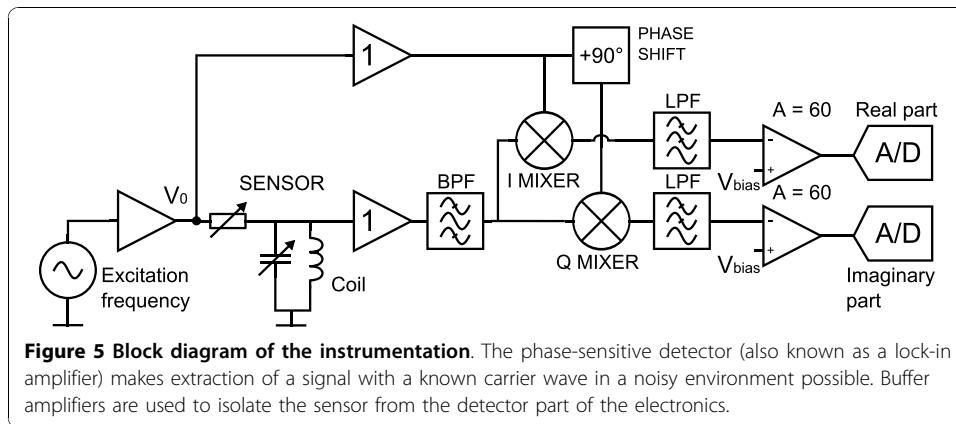 PHASE
SHIFT
1
+90°
LPF
A = 60
Real part
A/D
V0
SENSOR
BPF
I MIXER
LPF
Vbias
A = 60
1
A/D
Excitation
frequency
Coil
Q MIXER
Vbias
Imaginary
part
Figure 5 Block diagram of the instrumentation. The phase-sensitive detector (also known as a lock-in
amplifier) makes extraction of a signal with a known carrier wave in a noisy environment possible. Buffer
amplifiers are used to isolate the sensor from the detector part of the electronics.